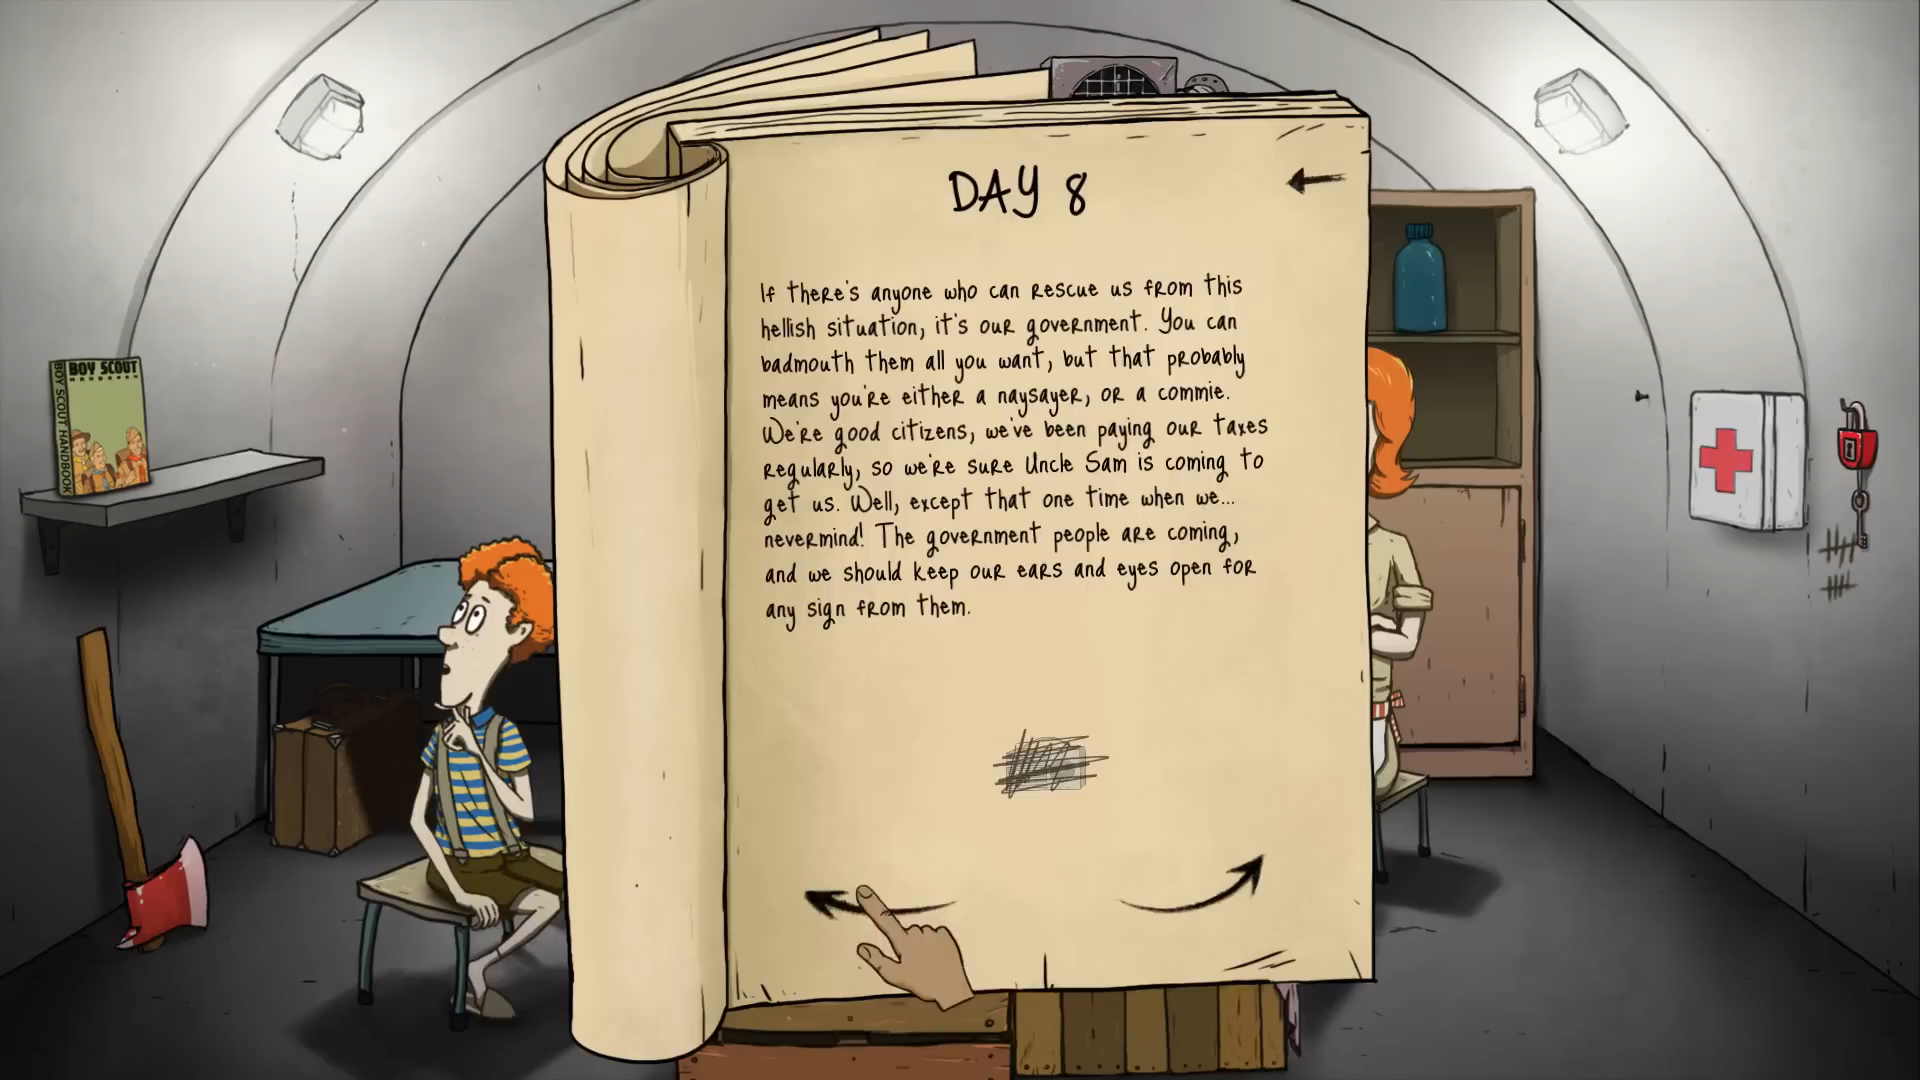 DAY 8
If there's anyone who can rescue us from this
hellish situation, it's our government. You can
badmouth them all you want, but that probably
means you're either a naysayer, or a commie.
We're good citizens, we've been paying our taxes
regularly, so we're sure Uncle Sam is coming to
get us. Well, except that one time when we...
nevermind! The government people are coming,
and we should keep our ears and eyes open for
any sign from them.
BOY SCOUT
BOY SCOUT HANDBOOK